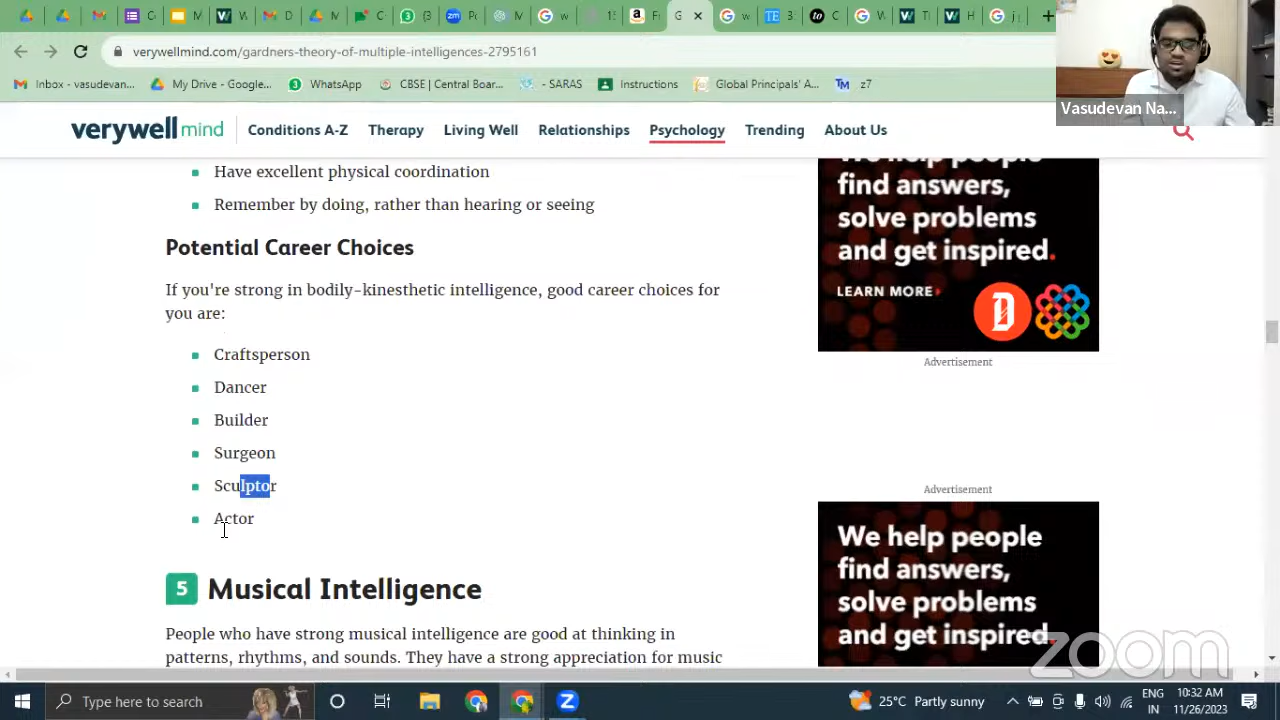 G
verywellmind.com/gardners-theory-of-multiple-intelligences-2795161
Inbox - vasudevan...
My Drive - Google...
WhatsApp
CBSE | Central Boar...
- SARAS
Instructions
Global Principals' A...
z7
Vasudevan Na...
verywell mind
Conditions A-Z
Therapy
Living Well
Relationships
Psychology
Trending
About Us
Have excellent physical coordination
Remember by doing, rather than hearing or seeing
Potential Career Choices
If you're strong in bodily-kinesthetic intelligence, good career choices for
you are:
Craftsperson
Dancer
Builder
Surgeon
Sculptor
Actor
5 Musical Intelligence
People who have strong musical intelligence are good at thinking in
patterns, rhythms, and sounds. They have a strong appreciation for music
We help people
find answers,
solve problems
and get inspired.
LEARN MORE
Advertisement
Advertisement
We help people
find answers,
solve problems
and get inspired.
zoom
Type here to search
25°C Partly sunny
ENG
IN
10:32 AM
11/26/2023